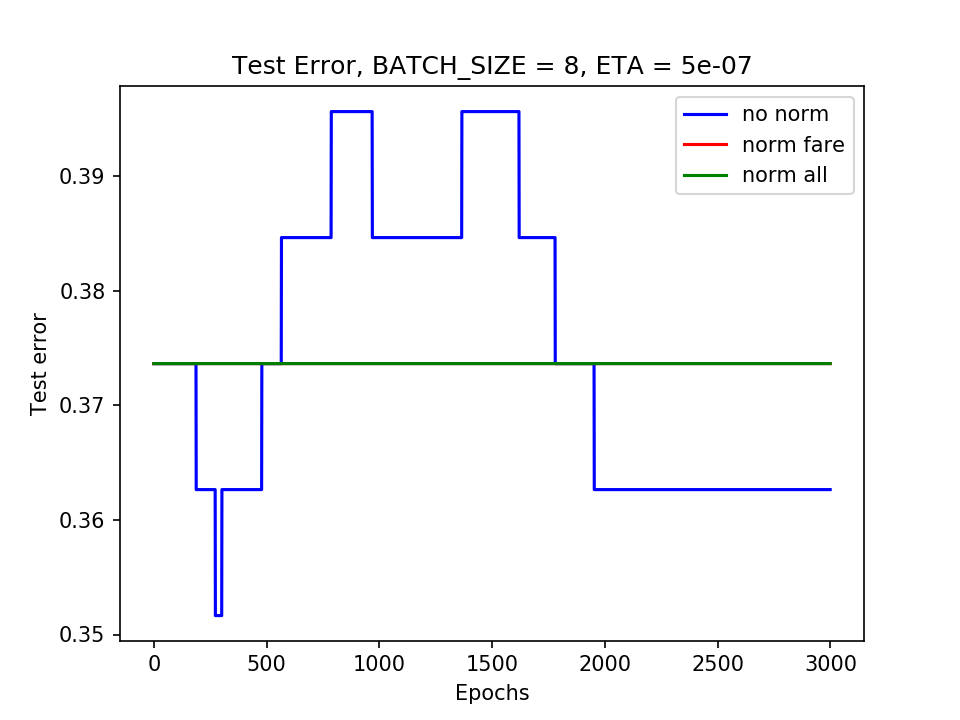 Test Error, BATCH_SIZE = 8, ETA = 5e-07
no norm
norm fare
norm all
0.39
0.38
0.37
0.36
0.35
Test error
0 500 1000 1500 2000 2500 3000
Epochs